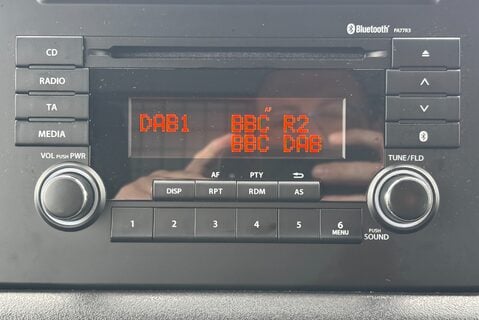 Bluetooth PA77R3
CD
RADIO
TA
MEDIA
AF
DAB1 BBC R2
BBC DAB
VOL PUSH PWR
TUNE/FLD
AF PTY
DISP RPT RDM AS
1 2 3 4 5 6
MENU
PUSH
SOUND